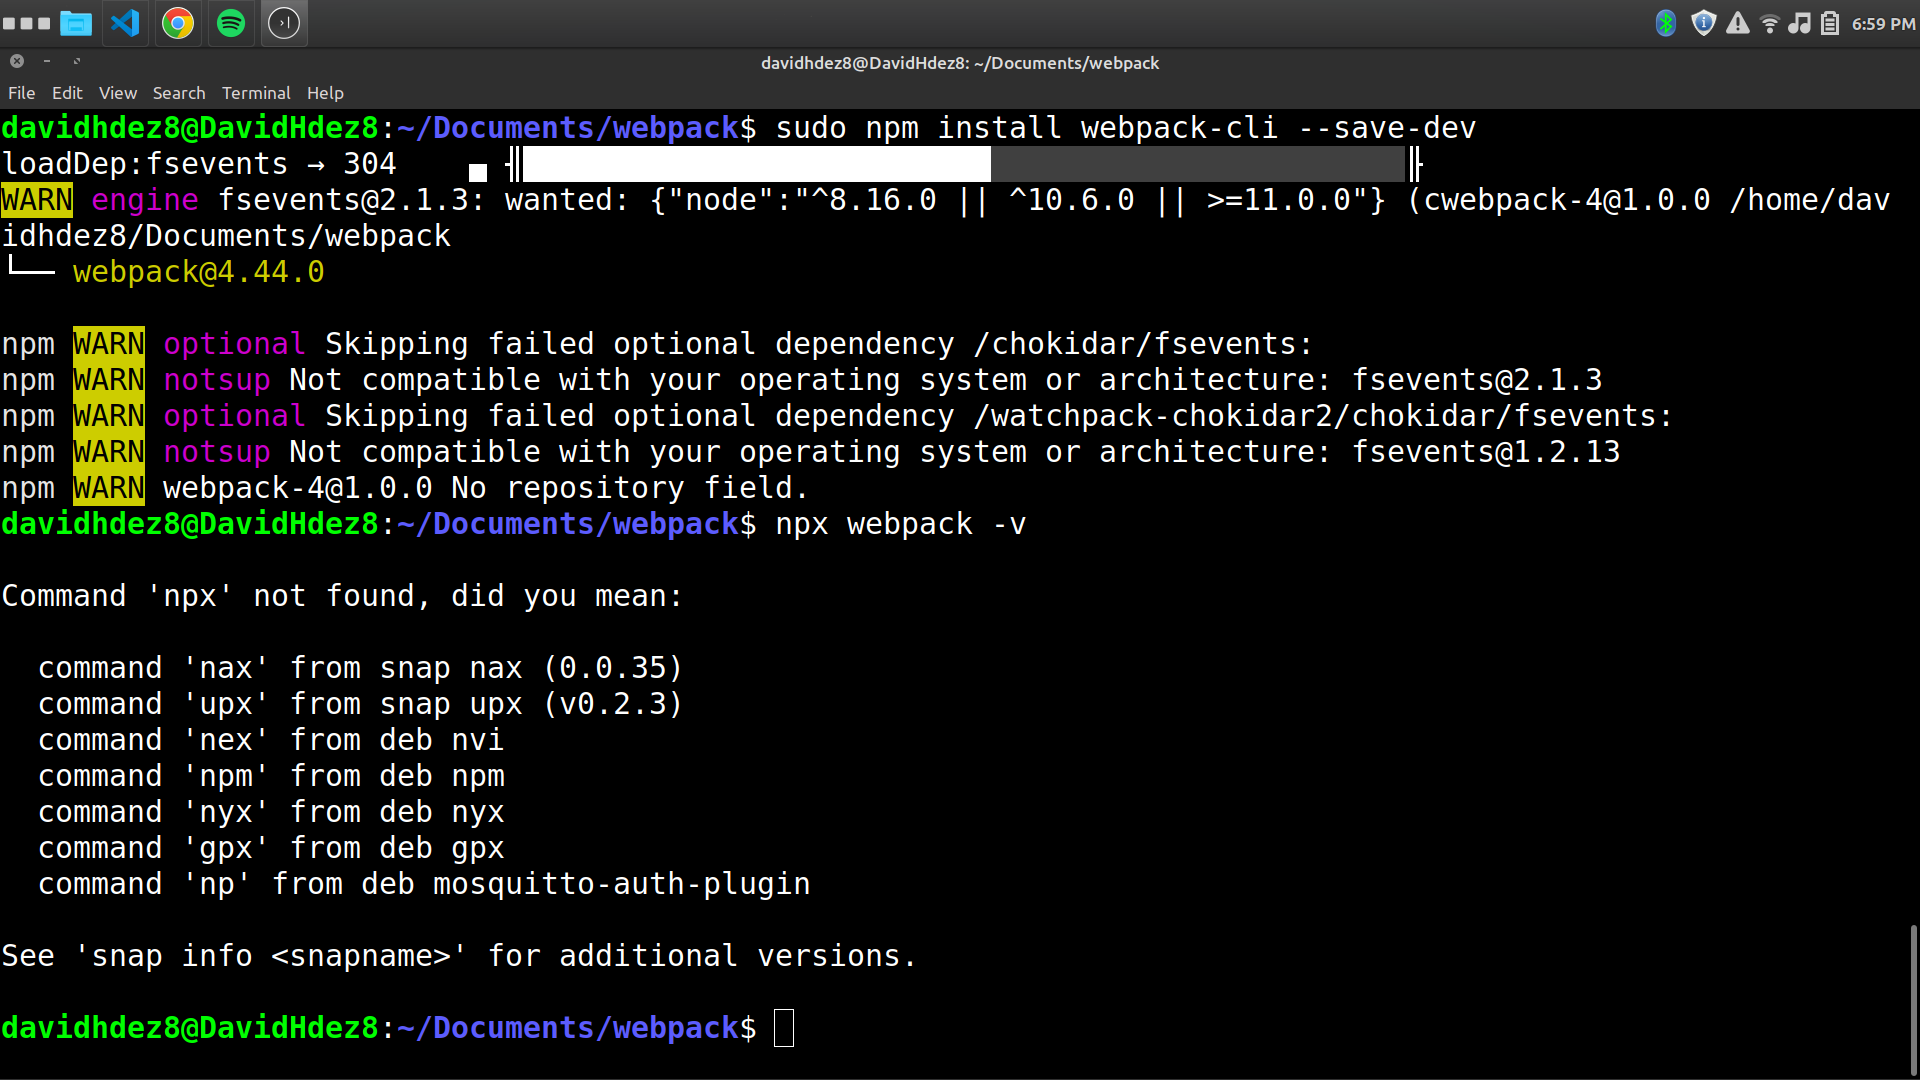 6:59 PM
davidhdez8@DavidHdez8: ~/Documents/webpack
File Edit View Search Terminal Help
davidhdez8@DavidHdez8:~/Documents/webpack$ sudo npm install webpack-cli --save-dev
loadDep:fsevents → 304
WARN engine fsevents@2.1.3: wanted: {"node":"^8.16.0 || ^10.6.0 || >=11.0.0"} (cwebpack-4@1.0.0 /home/dav
idhdez8/Documents/webpack
└── webpack@4.44.0
npm WARN optional Skipping failed optional dependency /chokidar/fsevents:
npm WARN notsup Not compatible with your operating system or architecture: fsevents@2.1.3
npm WARN optional Skipping failed optional dependency /watchpack-chokidar2/chokidar/fsevents:
npm WARN notsup Not compatible with your operating system or architecture: fsevents@1.2.13
npm WARN webpack-4@1.0.0 No repository field.
davidhdez8@DavidHdez8:~/Documents/webpack$ npx webpack -v
Command 'npx' not found, did you mean:
command 'nax' from snap nax (0.0.35)
command 'upx' from snap upx (v0.2.3)
command 'nex' from deb nvi
command 'npm' from deb npm
command 'nyx' from deb nyx
command 'gpx' from deb gpx
command 'np' from deb mosquitto-auth-plugin
See 'snap info <snapname>' for additional versions.
davidhdez8@DavidHdez8:~/Documents/webpack$